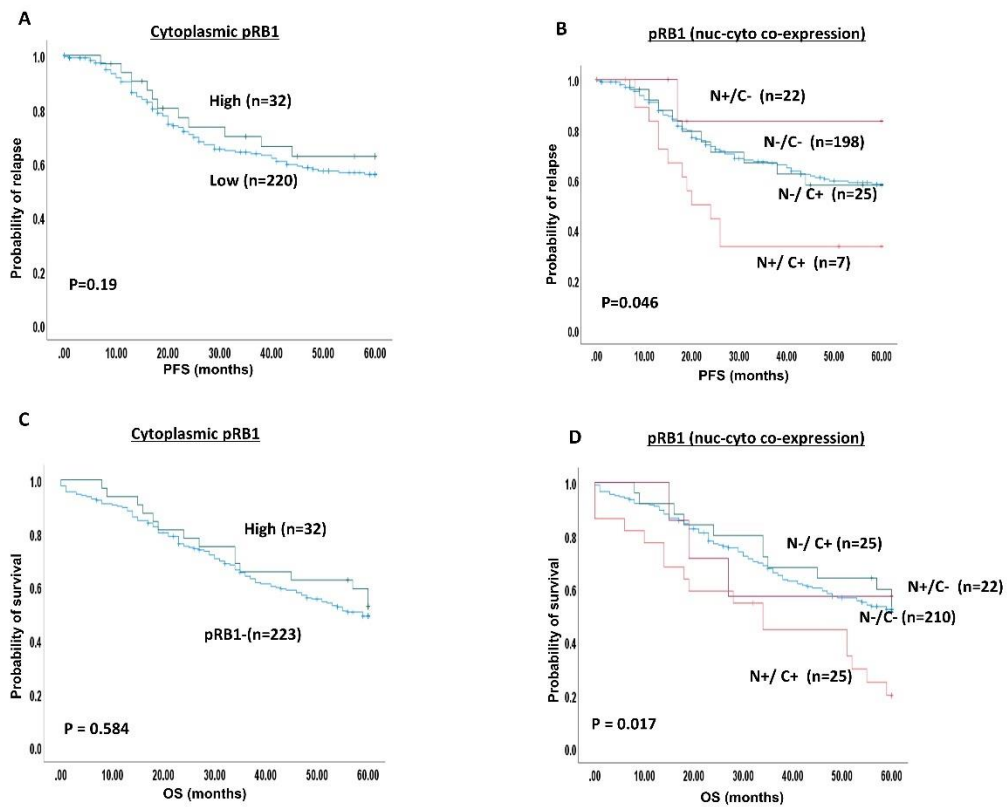 A
Cytoplasmic pRB1
Probability of relapse
1.0
0.8
0.6
0.4
0.2
0.0
High (n=32)
Low (n=220)
P=0.19
.00 10.00 20.00 30.00 40.00 50.00 60.00
PFS (months)
B
pRB1 (nuc-cyto co-expression)
Probability of relapse
1.0
0.8
0.6
0.4
0.2
0.0
N+/C- (n=22)
N-/C- (n=198)
N-/ C+ (n=25)
N+/ C+ (n=7)
P=0.046
.00 10.00 20.00 30.00 40.00 50.00 60.00
PFS (months)
C
Cytoplasmic pRB1
Probability of survival
1.0
0.8
0.6
0.4
0.2
0.0
High (n=32)
pRB1-(n=223)
P = 0.584
.00 10.00 20.00 30.00 40.00 50.00 60.00
OS (months)
D
pRB1 (nuc-cyto co-expression)
Probability of survival
1.0
0.8
0.6
0.4
0.2
0.0
N-/ C+ (n=25)
N+/C- (n=22)
N-/C- (n=210)
N+/ C+ (n=25)
P = 0.017
.00 10.00 20.00 30.00 40.00 50.00 60.00
OS (months)